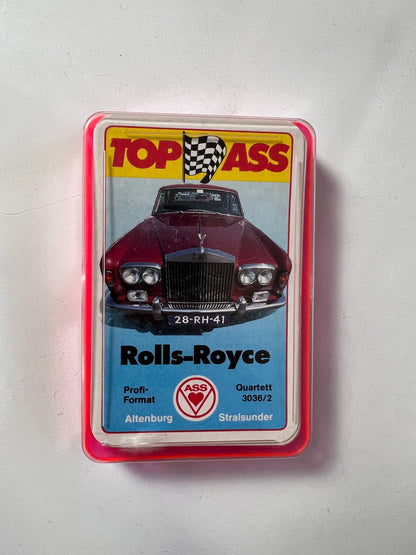 TOP ASS
28-RH-41
Rolls-Royce
Profi-
Format
ASS
Quartett
3036/2
Altenburg Stralsunder